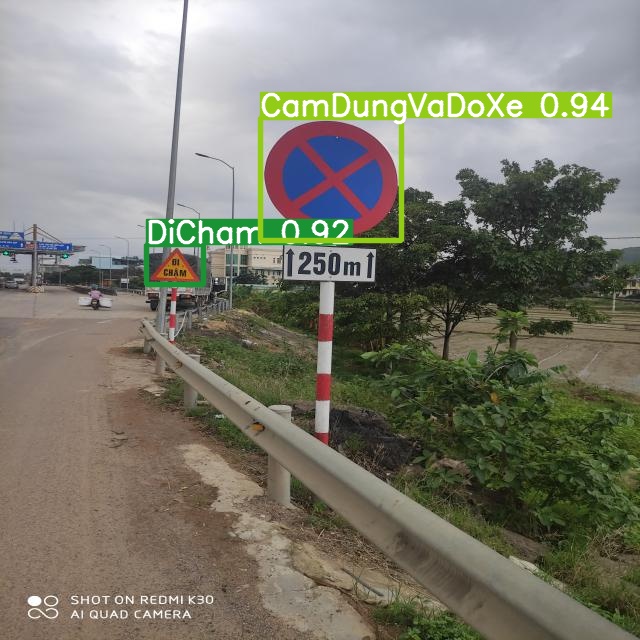 CamDungVaDoXe 0.94
DiCham 0.92
250m
ĐI
CHẬM
SHOT ON REDMI K30
AI QUAD CAMERA